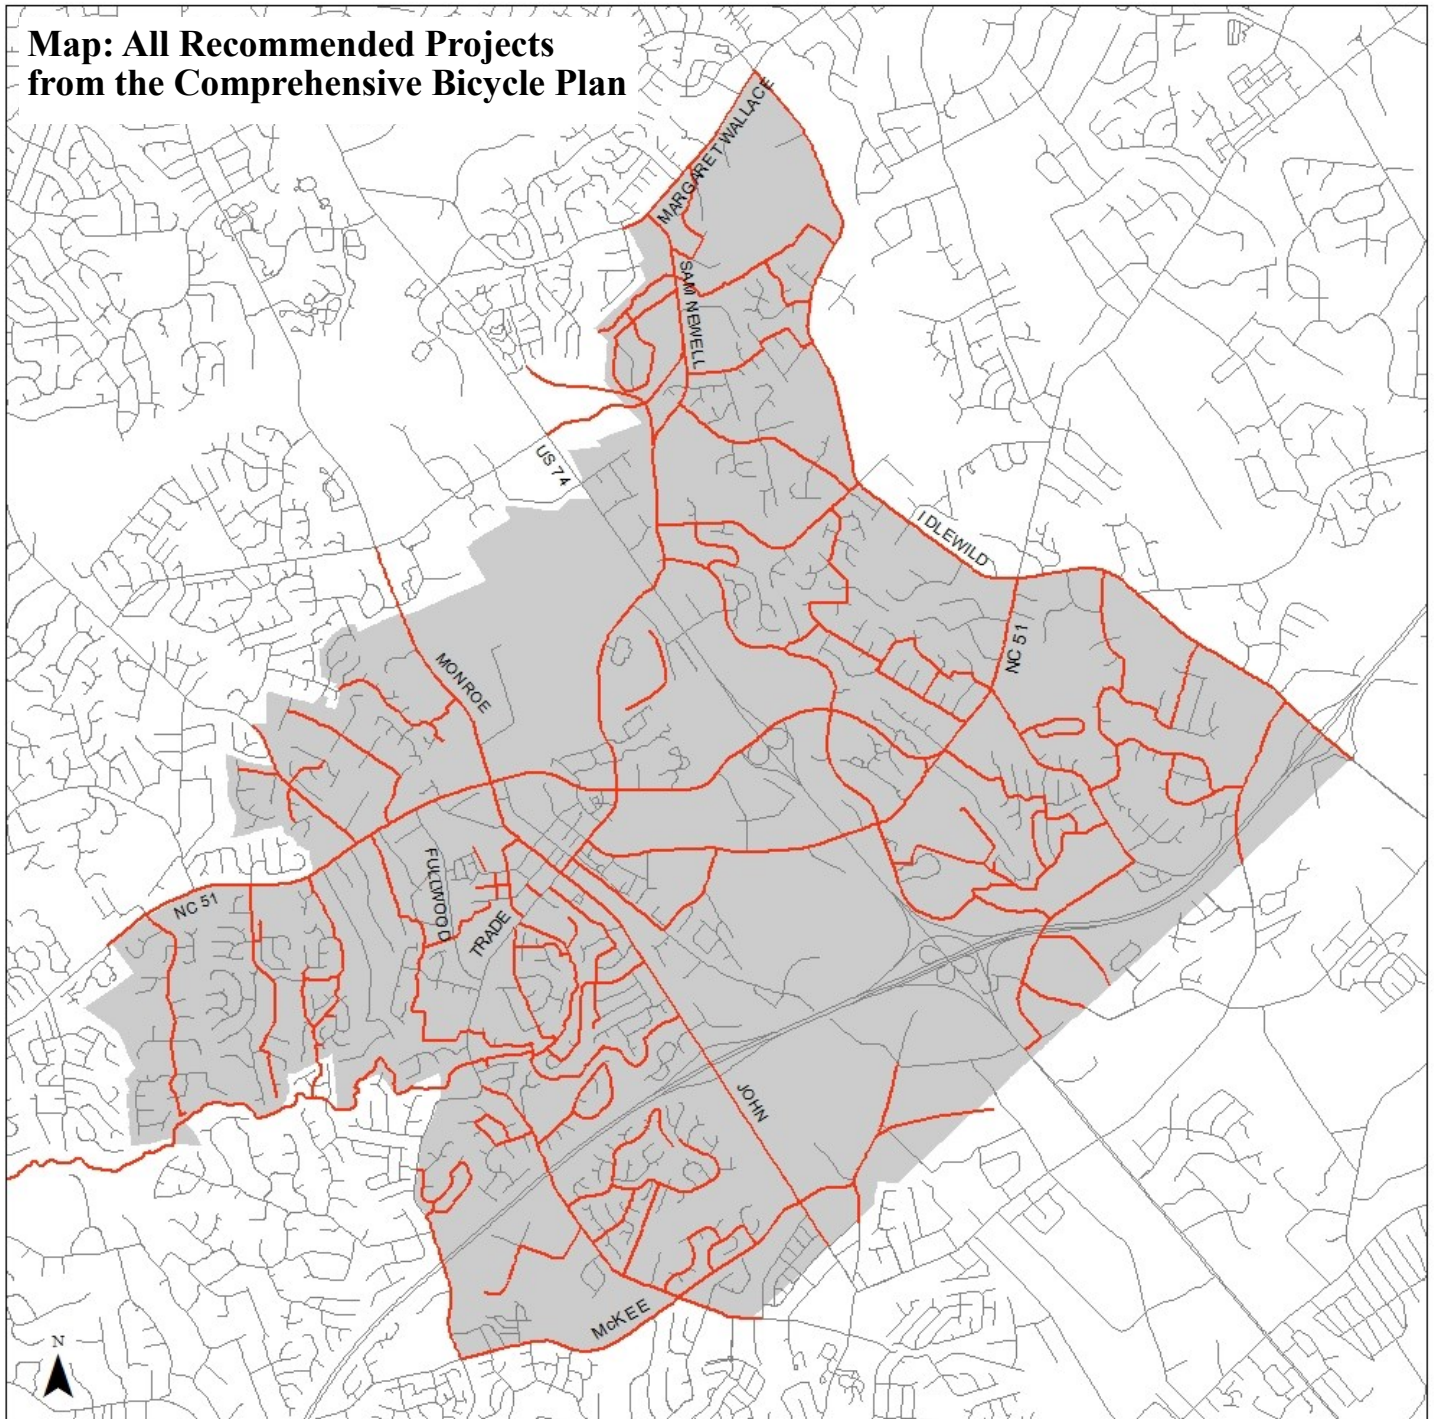 Map: All Recommended Projects
from the Comprehensive Bicycle Plan
MARGARET WALLACE
SAM NEWELL
US 74
IDLEWILD
NC 51
MONROE
FULLWOOD
NC 51
TRADE
JOHN
McKEE
N